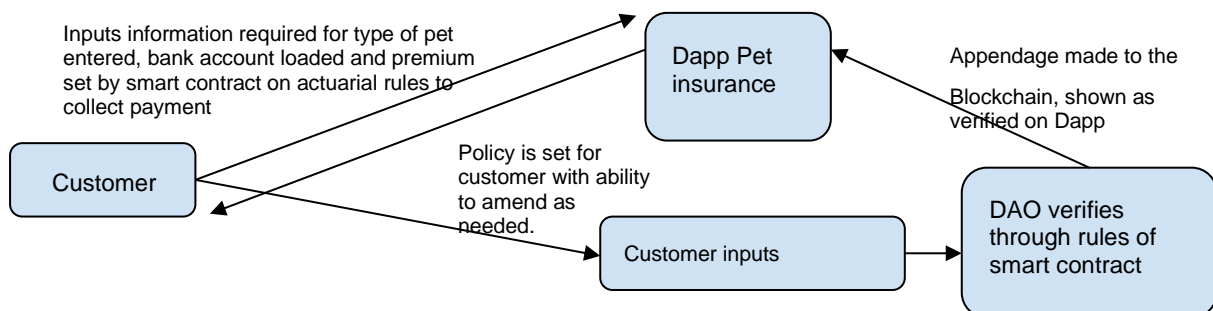 Inputs information required for type of pet
entered, bank account loaded and premium
set by smart contract on actuarial rules to
collect payment
Dapp Pet
insurance
Appendage made to the
Blockchain, shown as
verified on Dapp
Customer
Policy is set for
customer with ability
to amend as
needed.
Customer inputs
DAO verifies
through rules of
smart contract